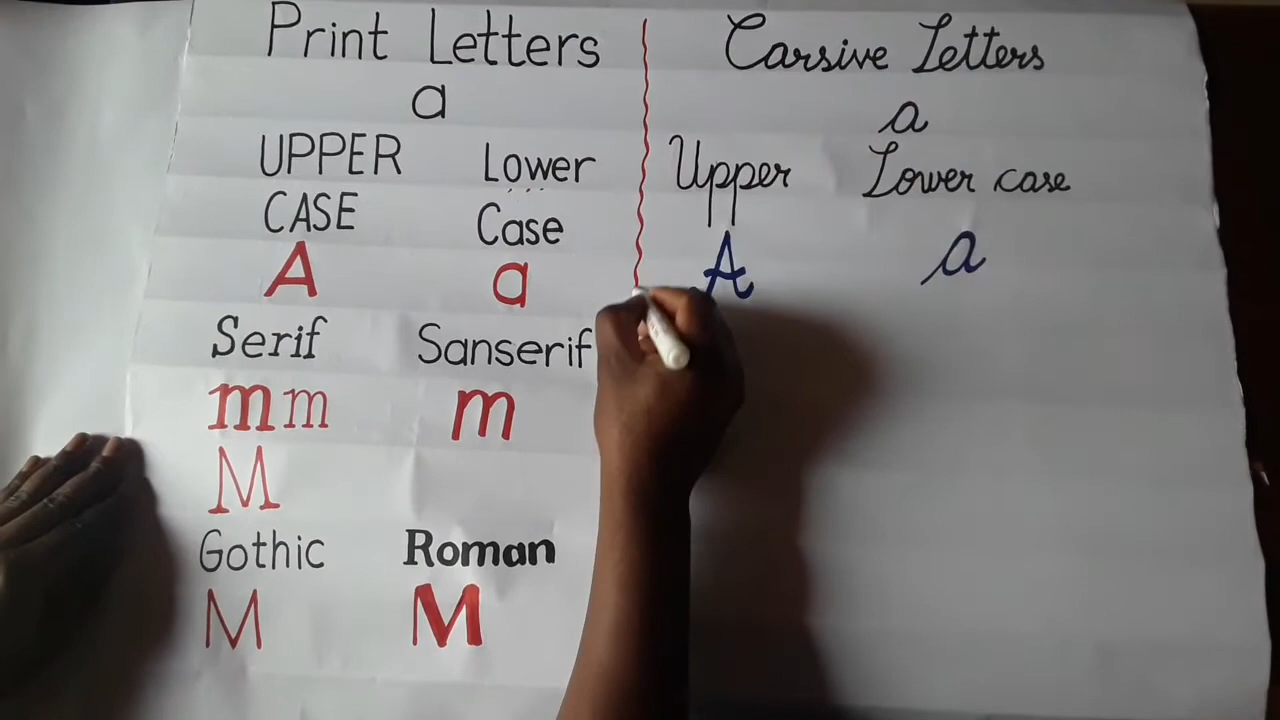 Print Letters
a
UPPER Lower
CASE Case
A a
Serif Sanserif
mm m
M
Gothic Roman
M M
Carsive Letters
a
Upper Lower case
A a